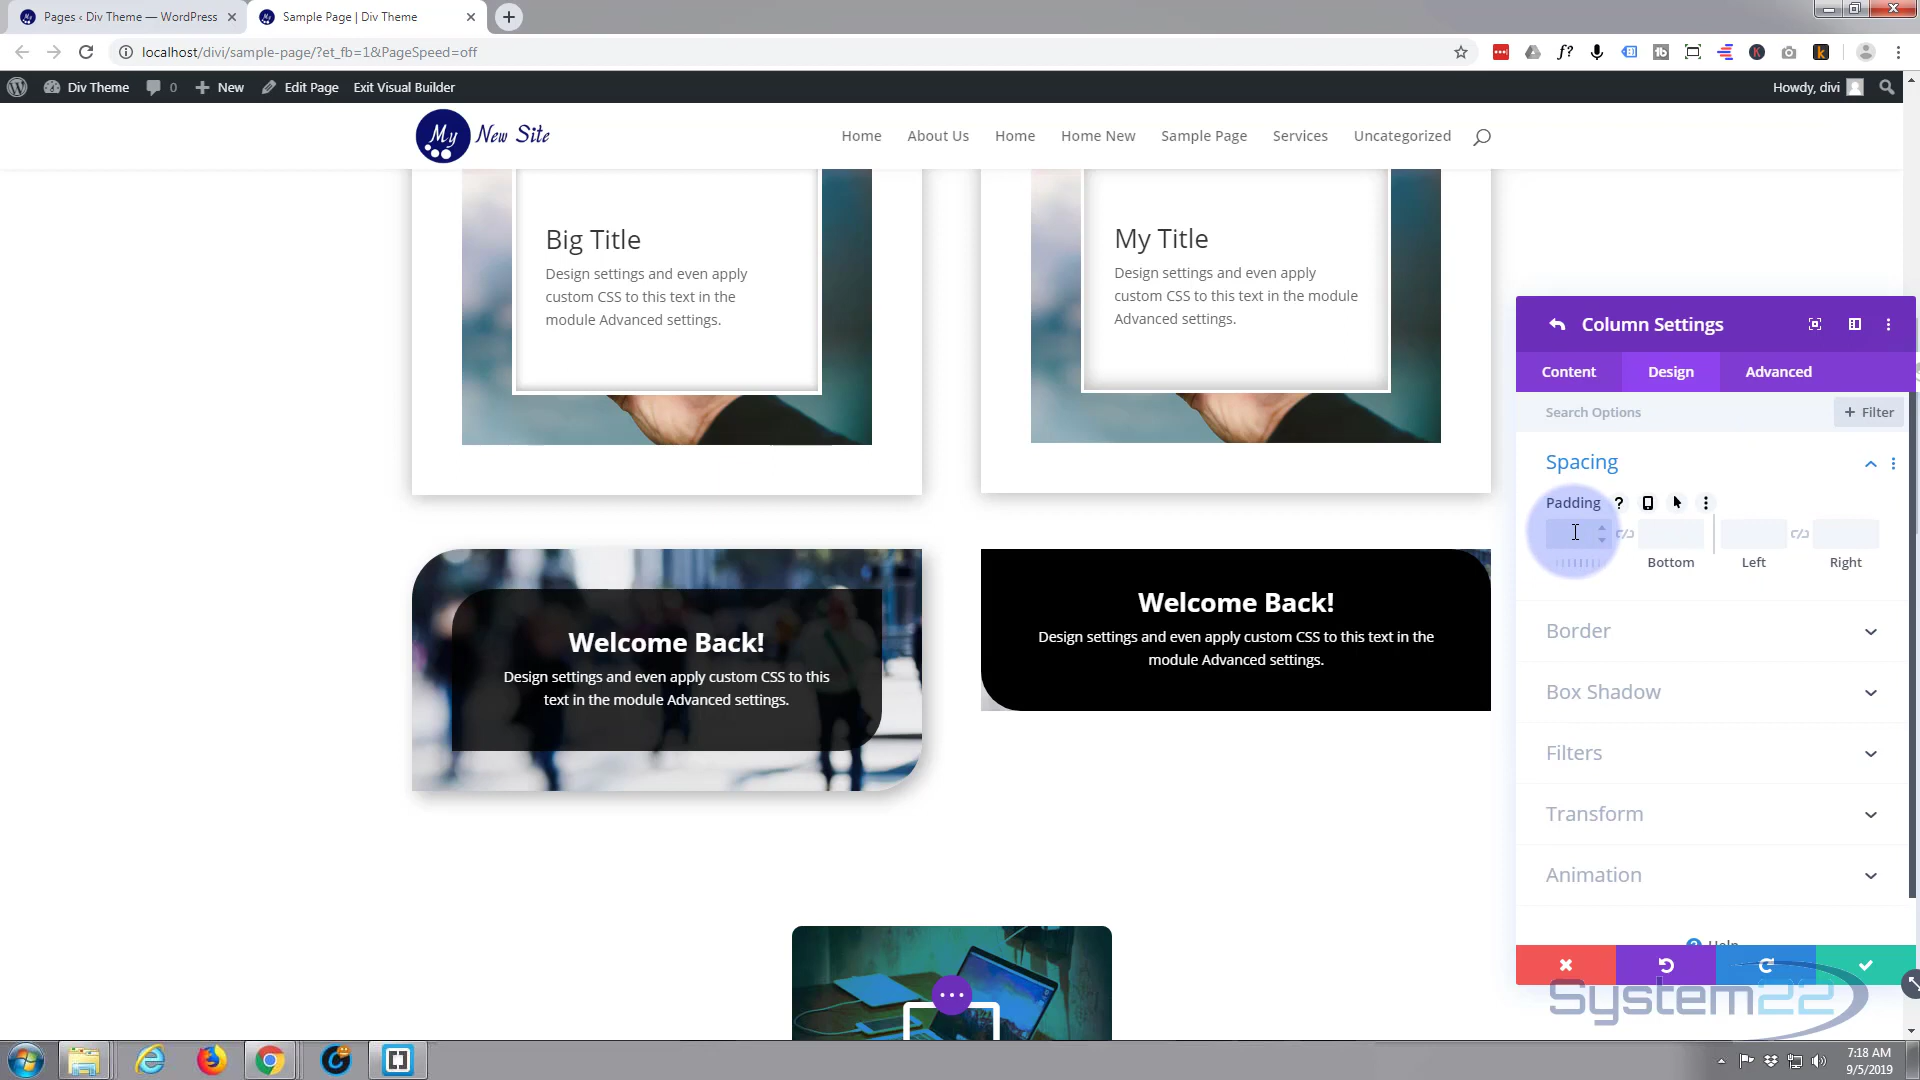 Pages ‹ Div Theme — WordPress
Sample Page | Div Theme
localhost/divi/sample-page/?et_fb=1&PageSpeed=off
Div Theme
0
New
Edit Page
Exit Visual Builder
Howdy, divi
My New Site
Home
About Us
Home
Home New
Sample Page
Services
Uncategorized
Big Title
Design settings and even apply
custom CSS to this text in the
module Advanced settings.
My Title
Design settings and even apply
custom CSS to this text in the module
Advanced settings.
Column Settings
Content
Design
Advanced
Search Options
+ Filter
Spacing
Padding
Bottom
Left
Right
Border
Box Shadow
Filters
Transform
Animation
Help
Welcome Back!
Design settings and even apply custom CSS to this
text in the module Advanced settings.
Welcome Back!
Design settings and even apply custom CSS to this text in the
module Advanced settings.
System22
7:18 AM
9/5/2019